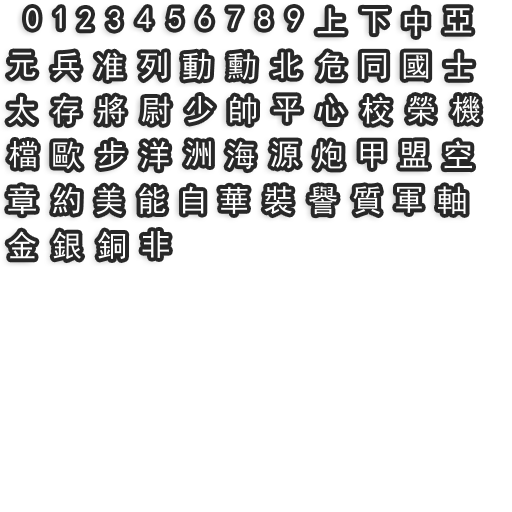 0123456789上下中亞
元兵准列動勳北危同國士
太存將尉少帥平心校榮機
檔歐步洋洲海源炮甲盟空
章約美能自華裝譽質軍軸
金銀銅非